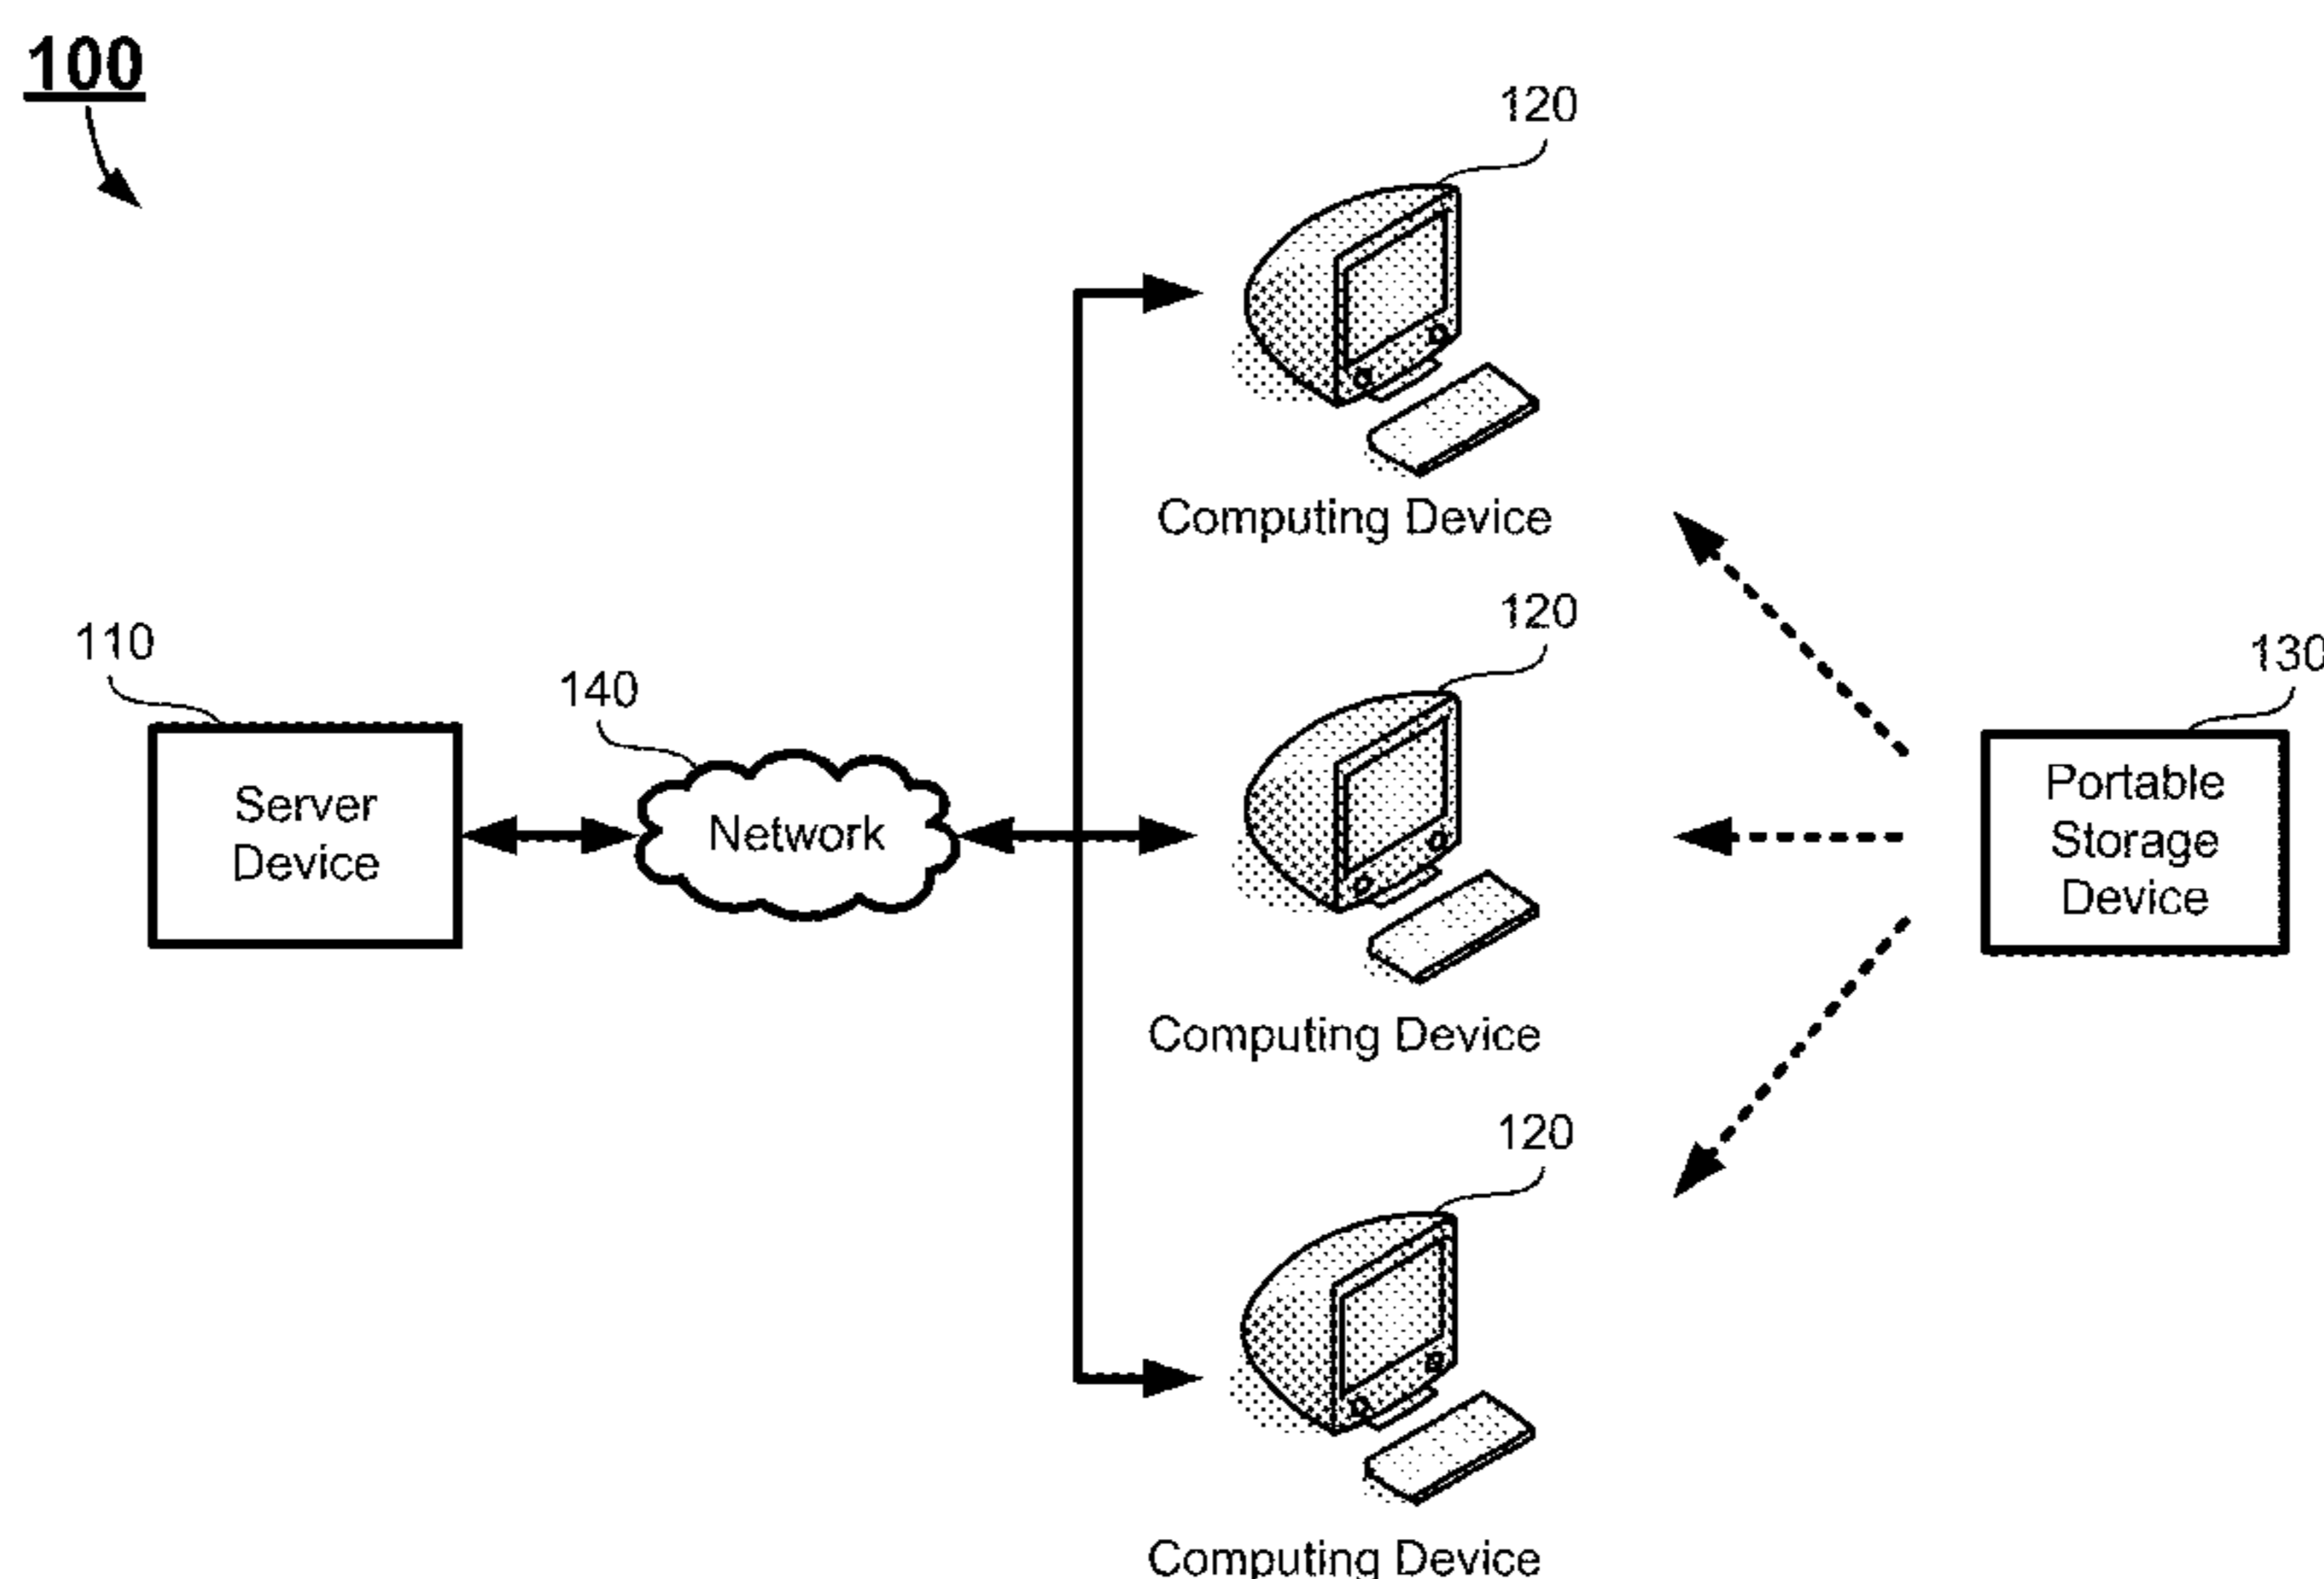 100
120
Computing Device
110
140
120
130
Server
Device
Network
Portable
Storage
Device
Computing Device
120
Computing Device